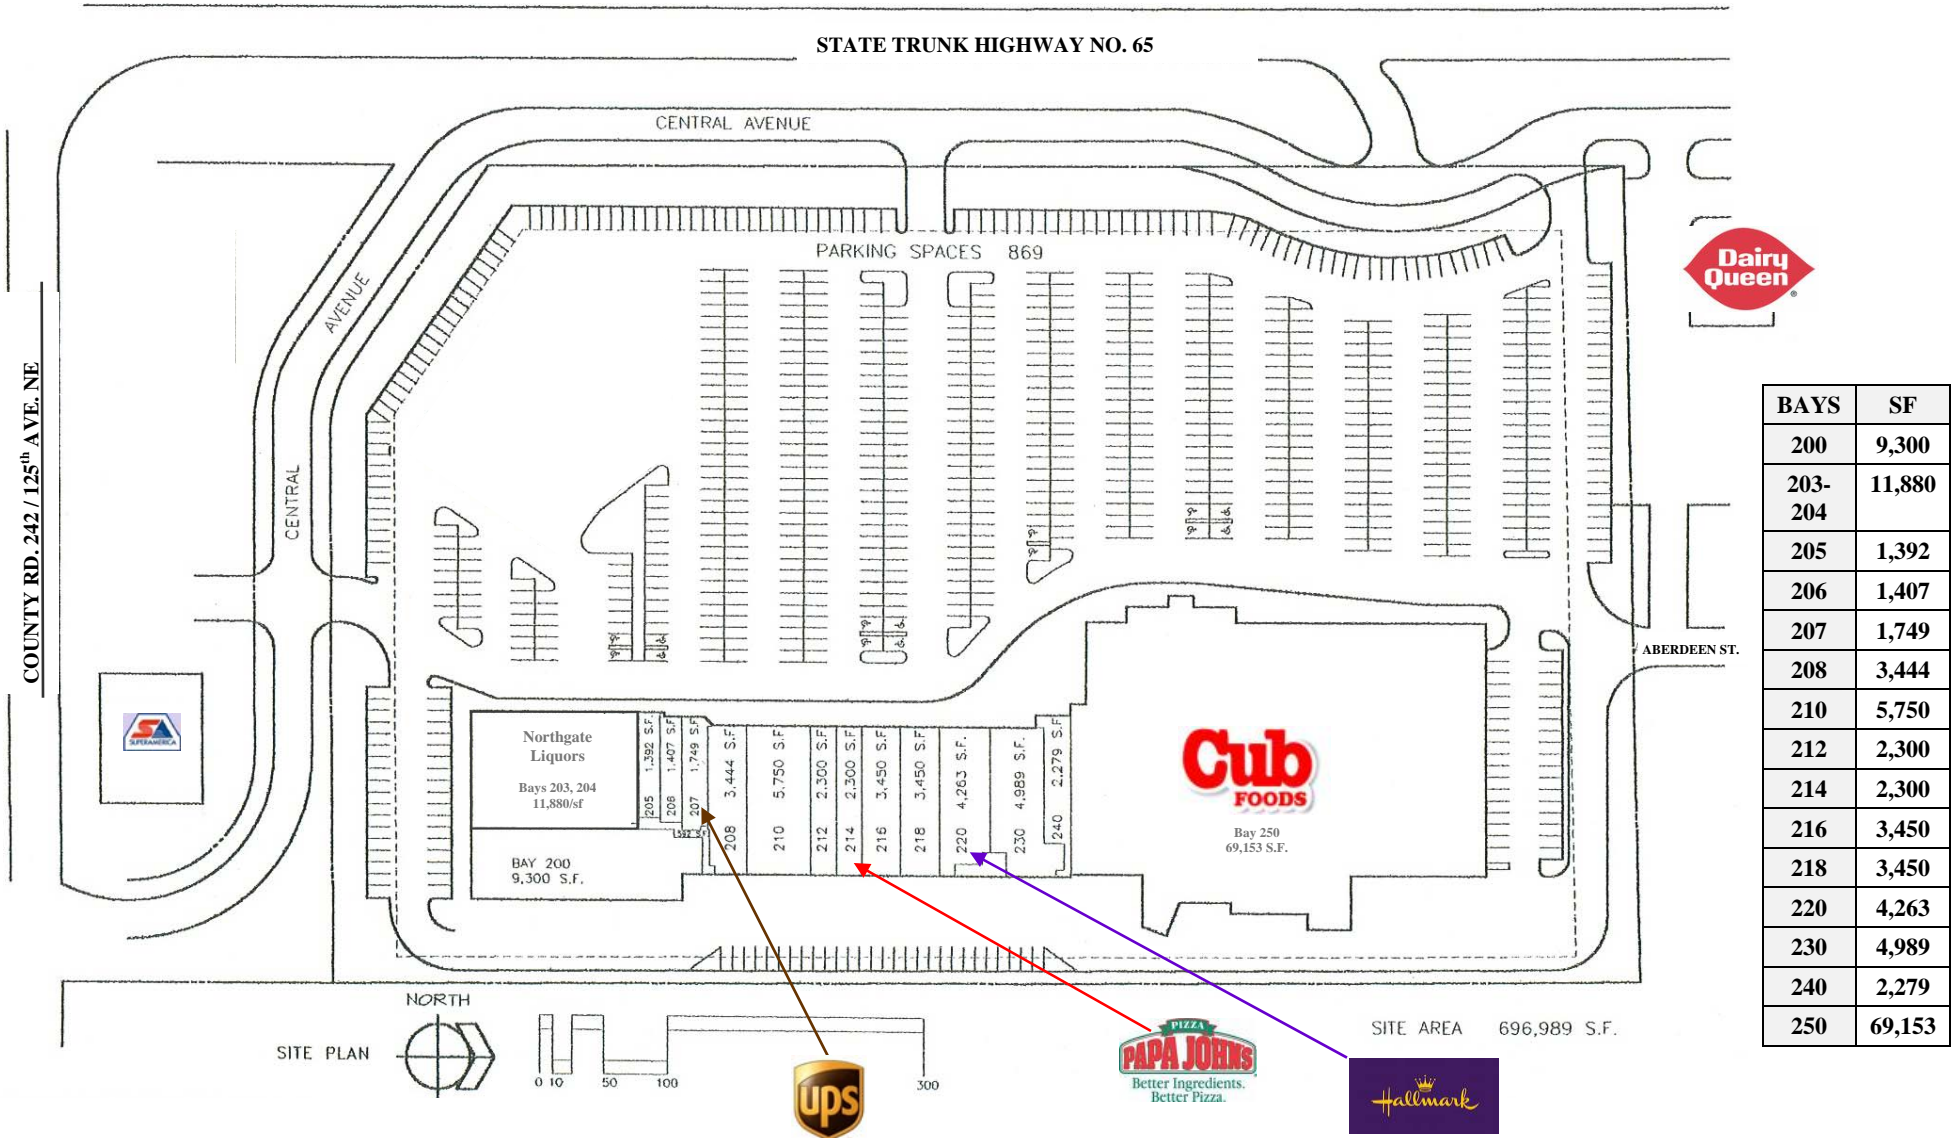 STATE TRUNK HIGHWAY NO. 65
CENTRAL AVENUE
PARKING SPACES 869
AVENUE
CENTRAL
COUNTY RD. 242 / 125th AVE. NE
Dairy
Queen
®
ABERDEEN ST.
SA
SUPERAMERICA
Northgate
Liquors
Bays 203, 204
11,880/sf
BAY 200
9,300 S.F.
205 1,392 S.F.
206 1,407 S.F.
207 1,749 S.F.
208 3,444 S.F.
210 5,750 S.F.
212 2,300 S.F.
214 2,300 S.F.
216 3,450 S.F.
218 3,450 S.F.
220 4,263 S.F.
230 4,989 S.F.
240 2,279 S.F.
Cub
FOODS
Bay 250
69,153 S.F.
BAYS SF
200 9,300
203- 11,880
204
205 1,392
206 1,407
207 1,749
208 3,444
210 5,750
212 2,300
214 2,300
216 3,450
218 3,450
220 4,263
230 4,989
240 2,279
250 69,153
NORTH
SITE PLAN
0 10 50 100 300
ups
PIZZA
PAPA JOHNS
Better Ingredients.
Better Pizza.
Hallmark
SITE AREA 696,989 S.F.